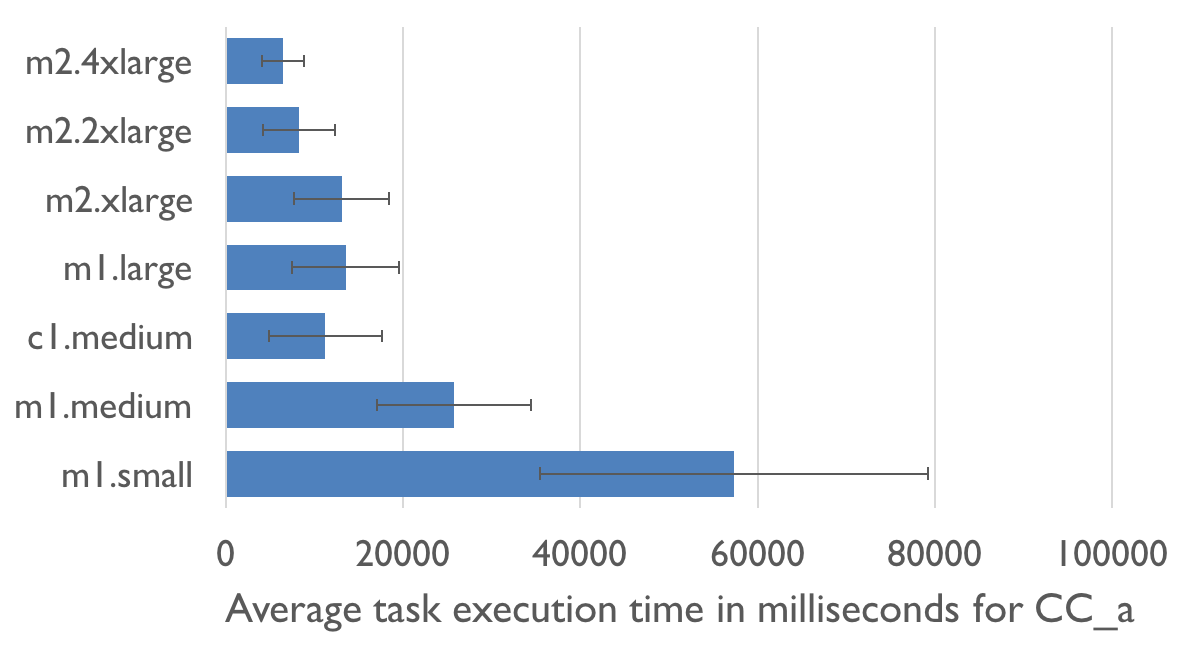 m2.4xlarge
m2.2xlarge
m2.xlarge
m1.large
c1.medium
m1.medium
m1.small
0 20000 40000 60000 80000 100000
Average task execution time in milliseconds for CC_a